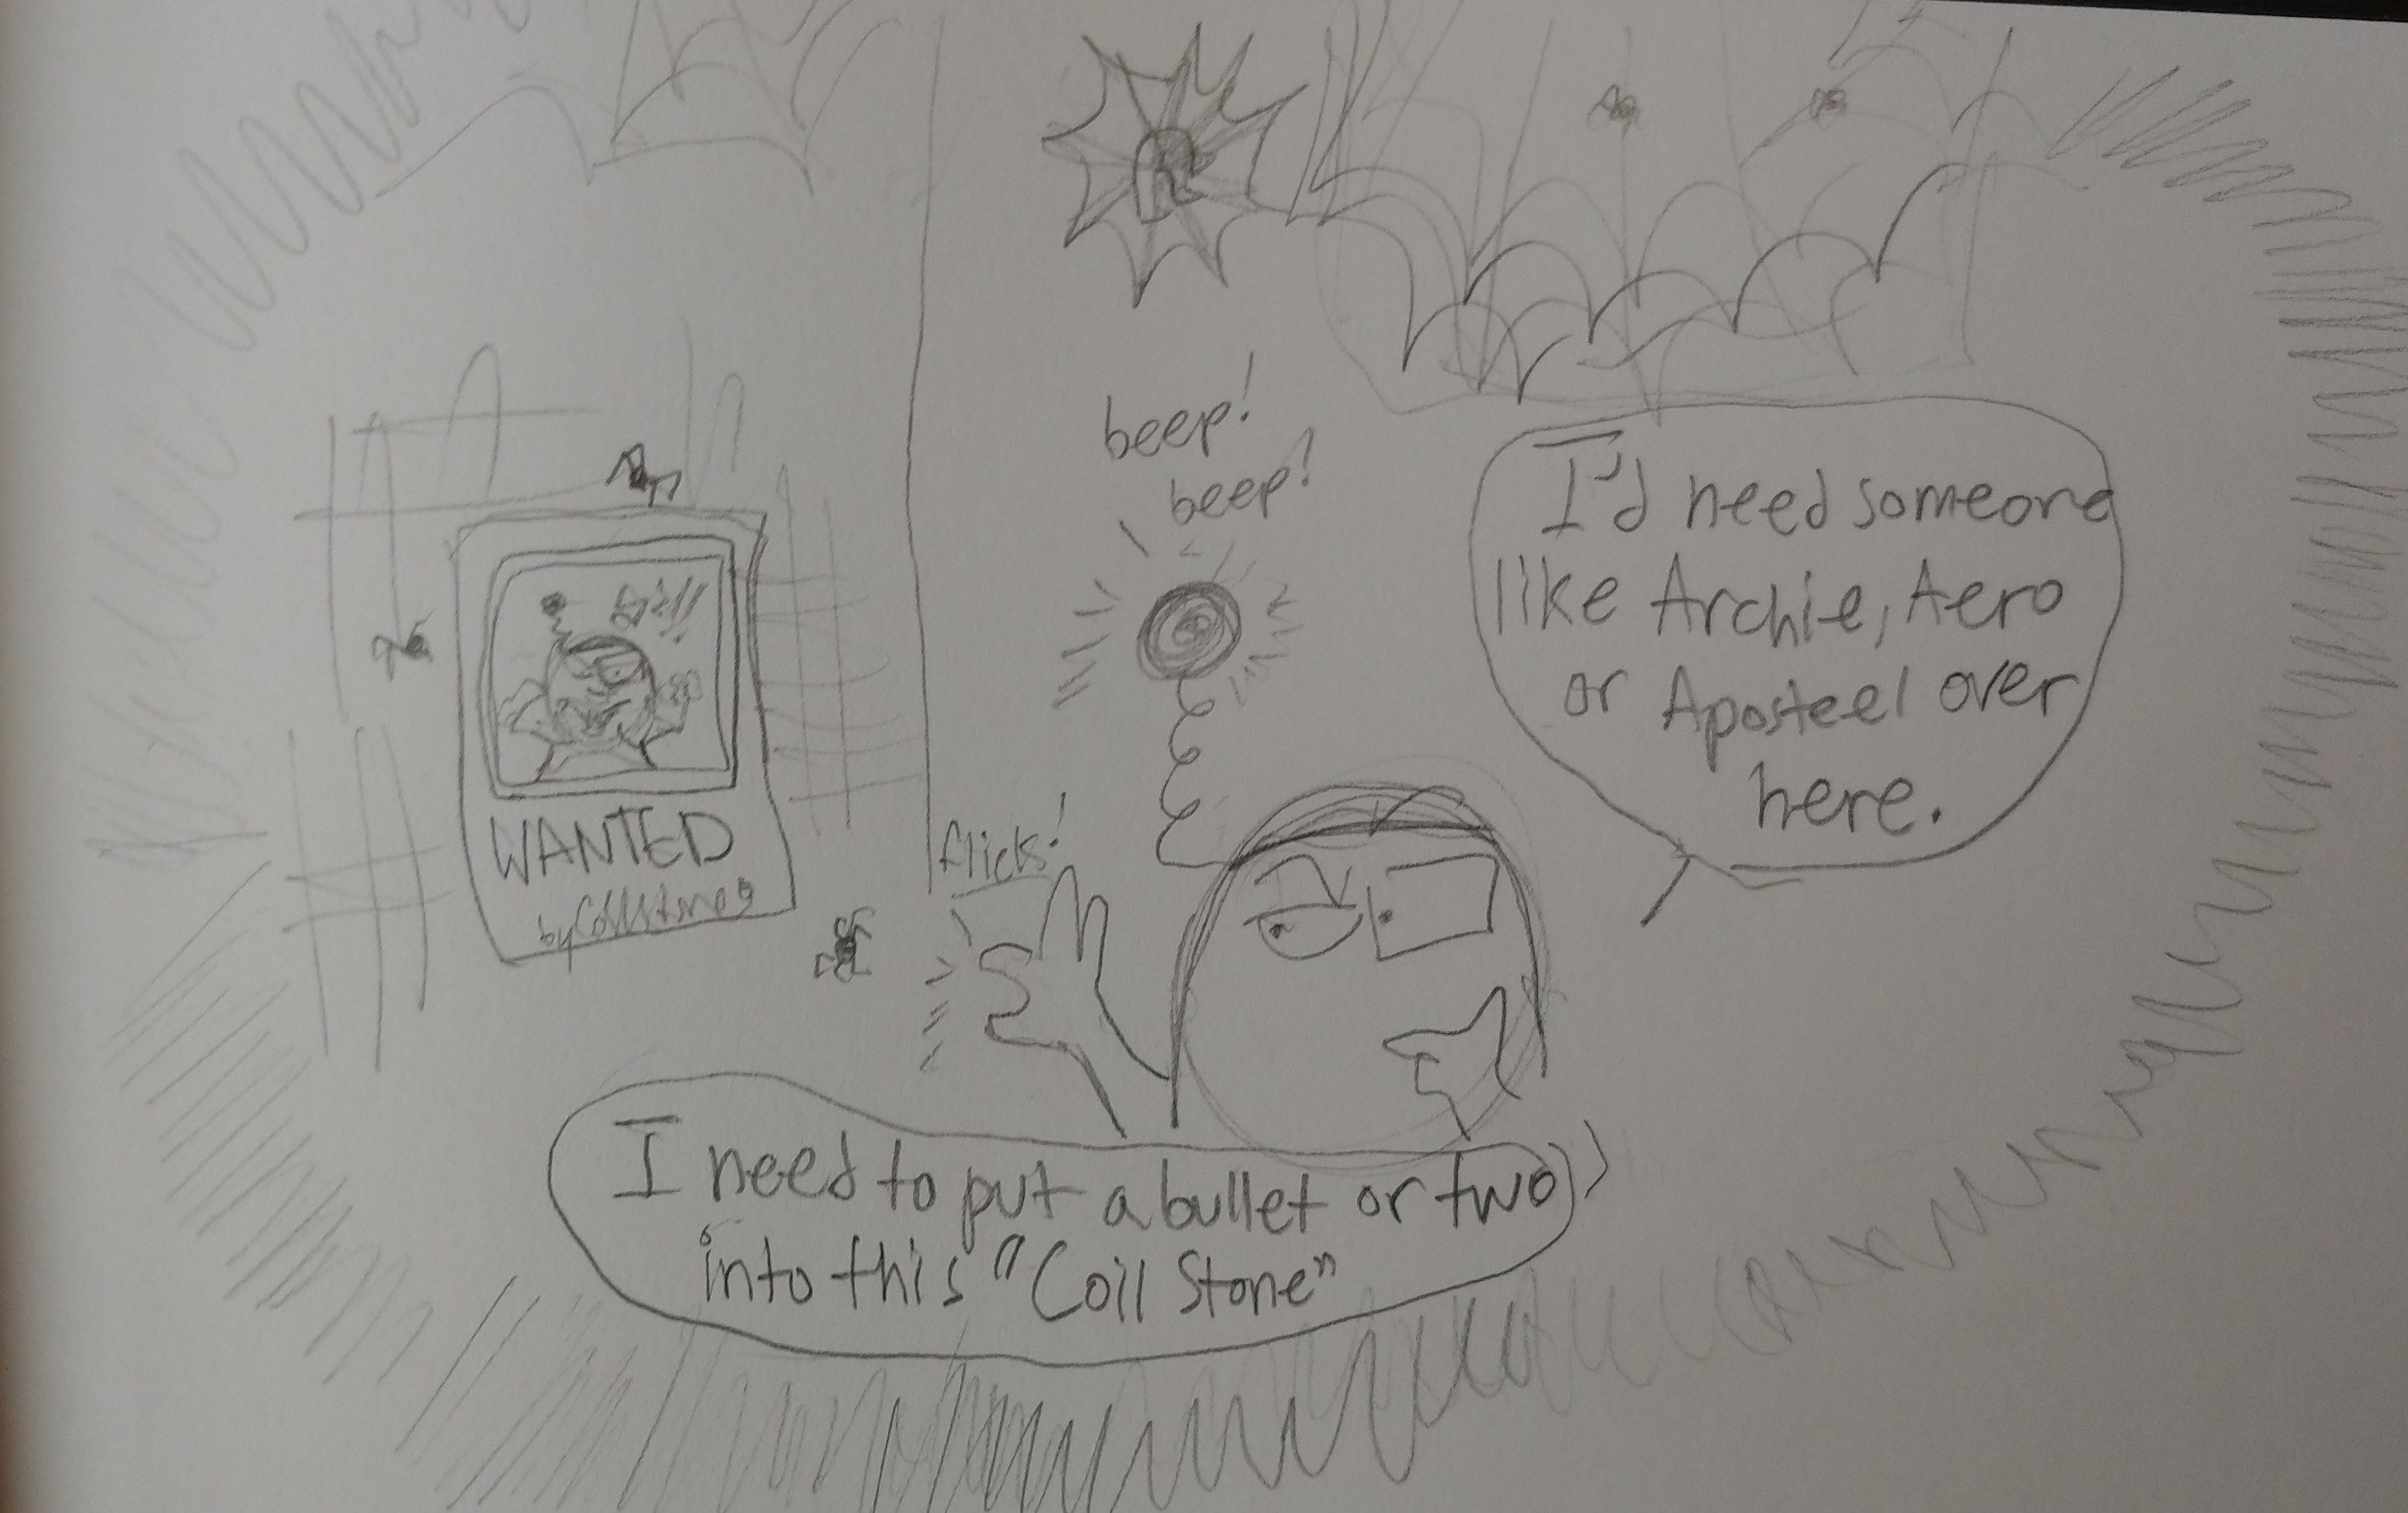 R
beep!
beep!
I'd need someone
like Archie, Aero
or Aposteel over
here.
WANTED
by
flick!
I need to put a bullet or two
into this "Coil Stone"